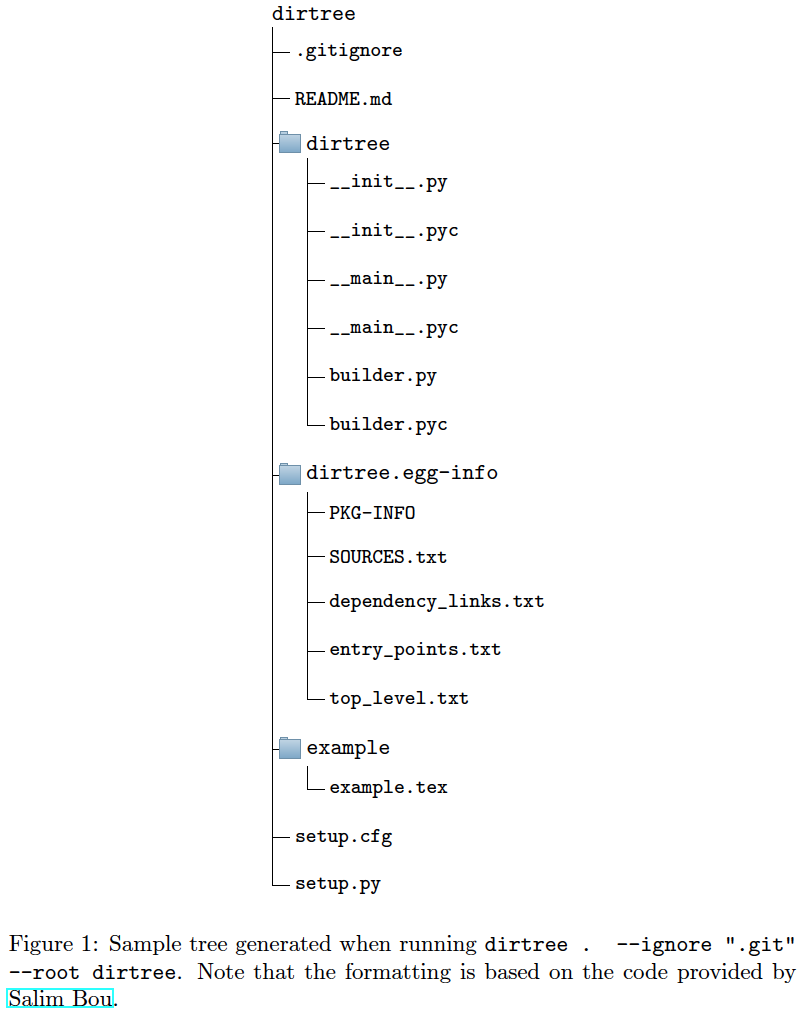 dirtree
.gitignore
README.md
dirtree
__init__.py
__init__.pyc
__main__.py
__main__.pyc
builder.py
builder.pyc
dirtree.egg-info
PKG-INFO
SOURCES.txt
dependency_links.txt
entry_points.txt
top_level.txt
example
example.tex
setup.cfg
setup.py
Figure 1: Sample tree generated when running dirtree . --ignore ".git"
--root dirtree. Note that the formatting is based on the code provided by
Salim Bou.